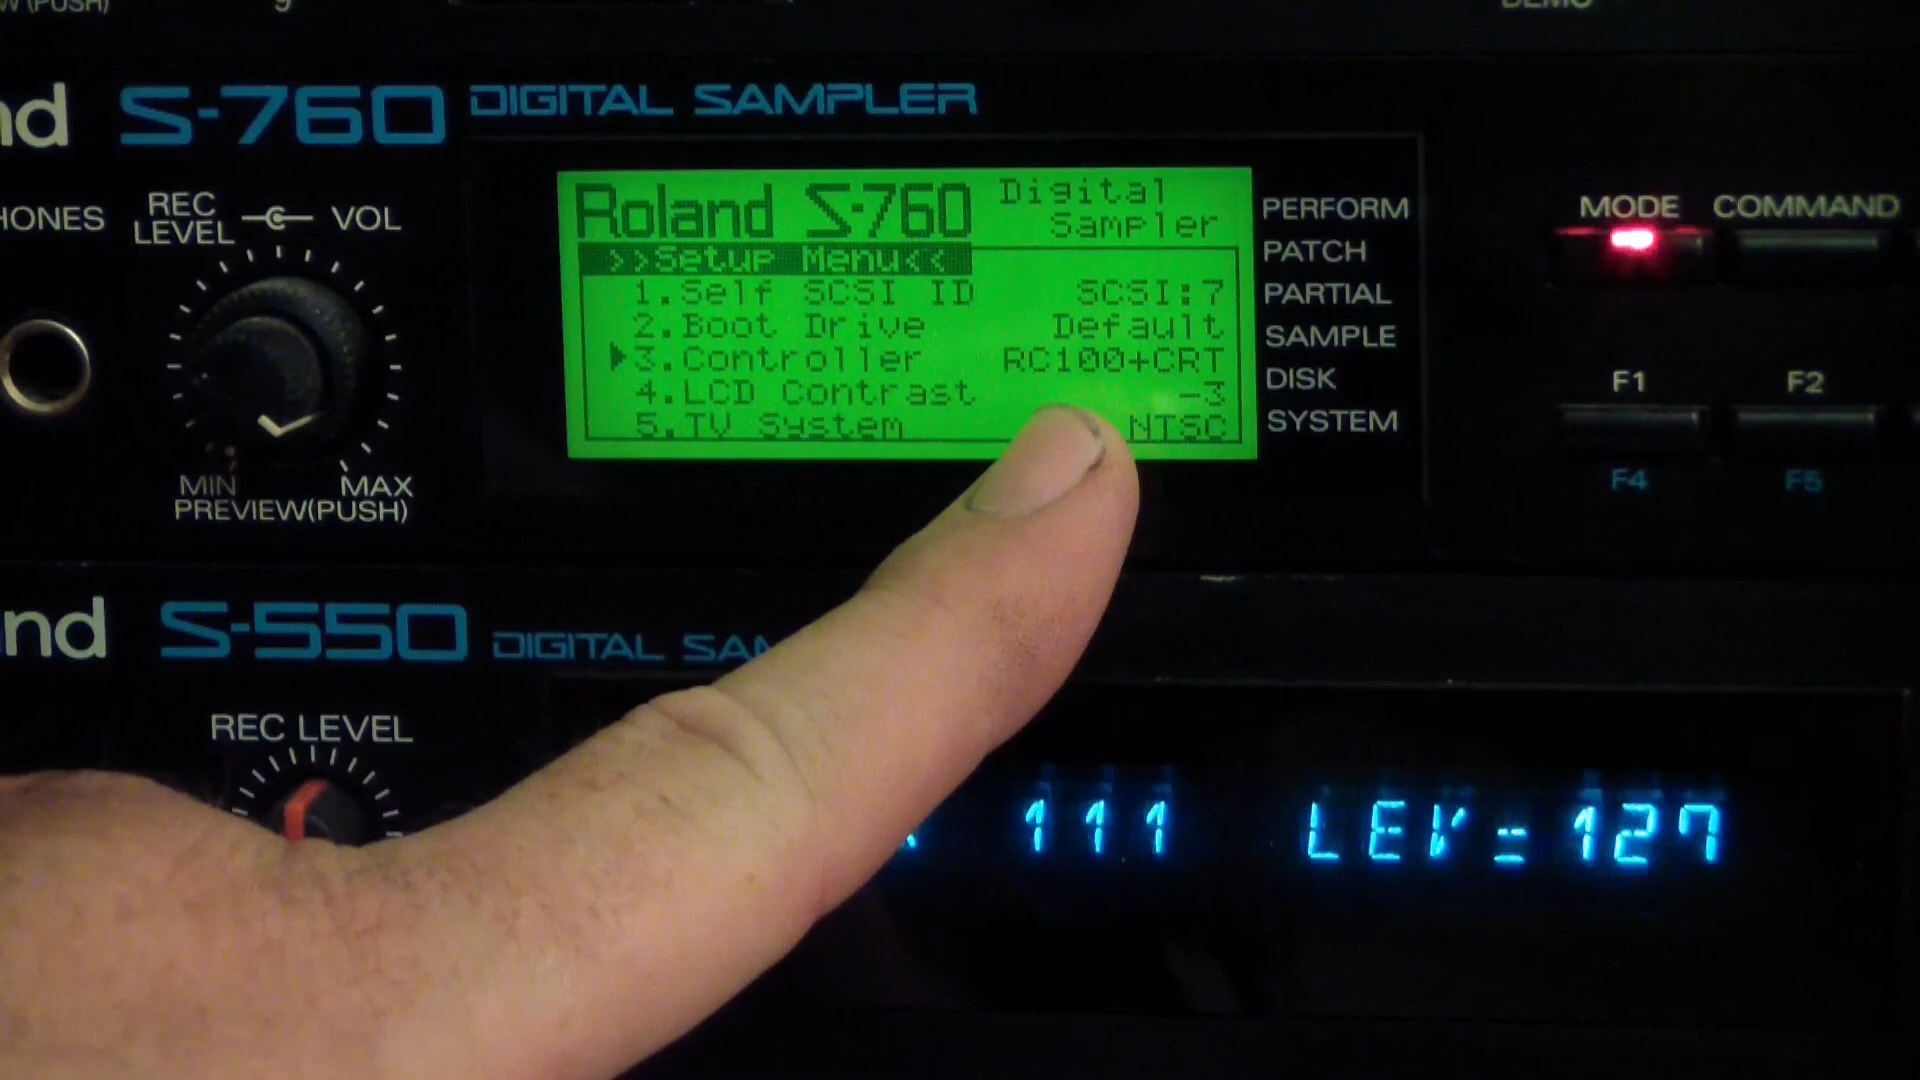 (PUSH)
DEMO
S-760 DIGITAL SAMPLER
REC LEVEL
VOL
MIN
MAX
PREVIEW(PUSH)
Roland S-760 Digital Sampler
>>Setup Menu<<
1.Self SCSI ID SCSI:7
2.Boot Drive Default
3.Controller RC100+CRT
4.LCD Contrast -3
5.TV System NTSC
PERFORM
PATCH
PARTIAL
SAMPLE
DISK
SYSTEM
MODE
COMMAND
F1
F2
F4
F5
S-550 DIGITAL
REC LEVEL
111 LEV=127